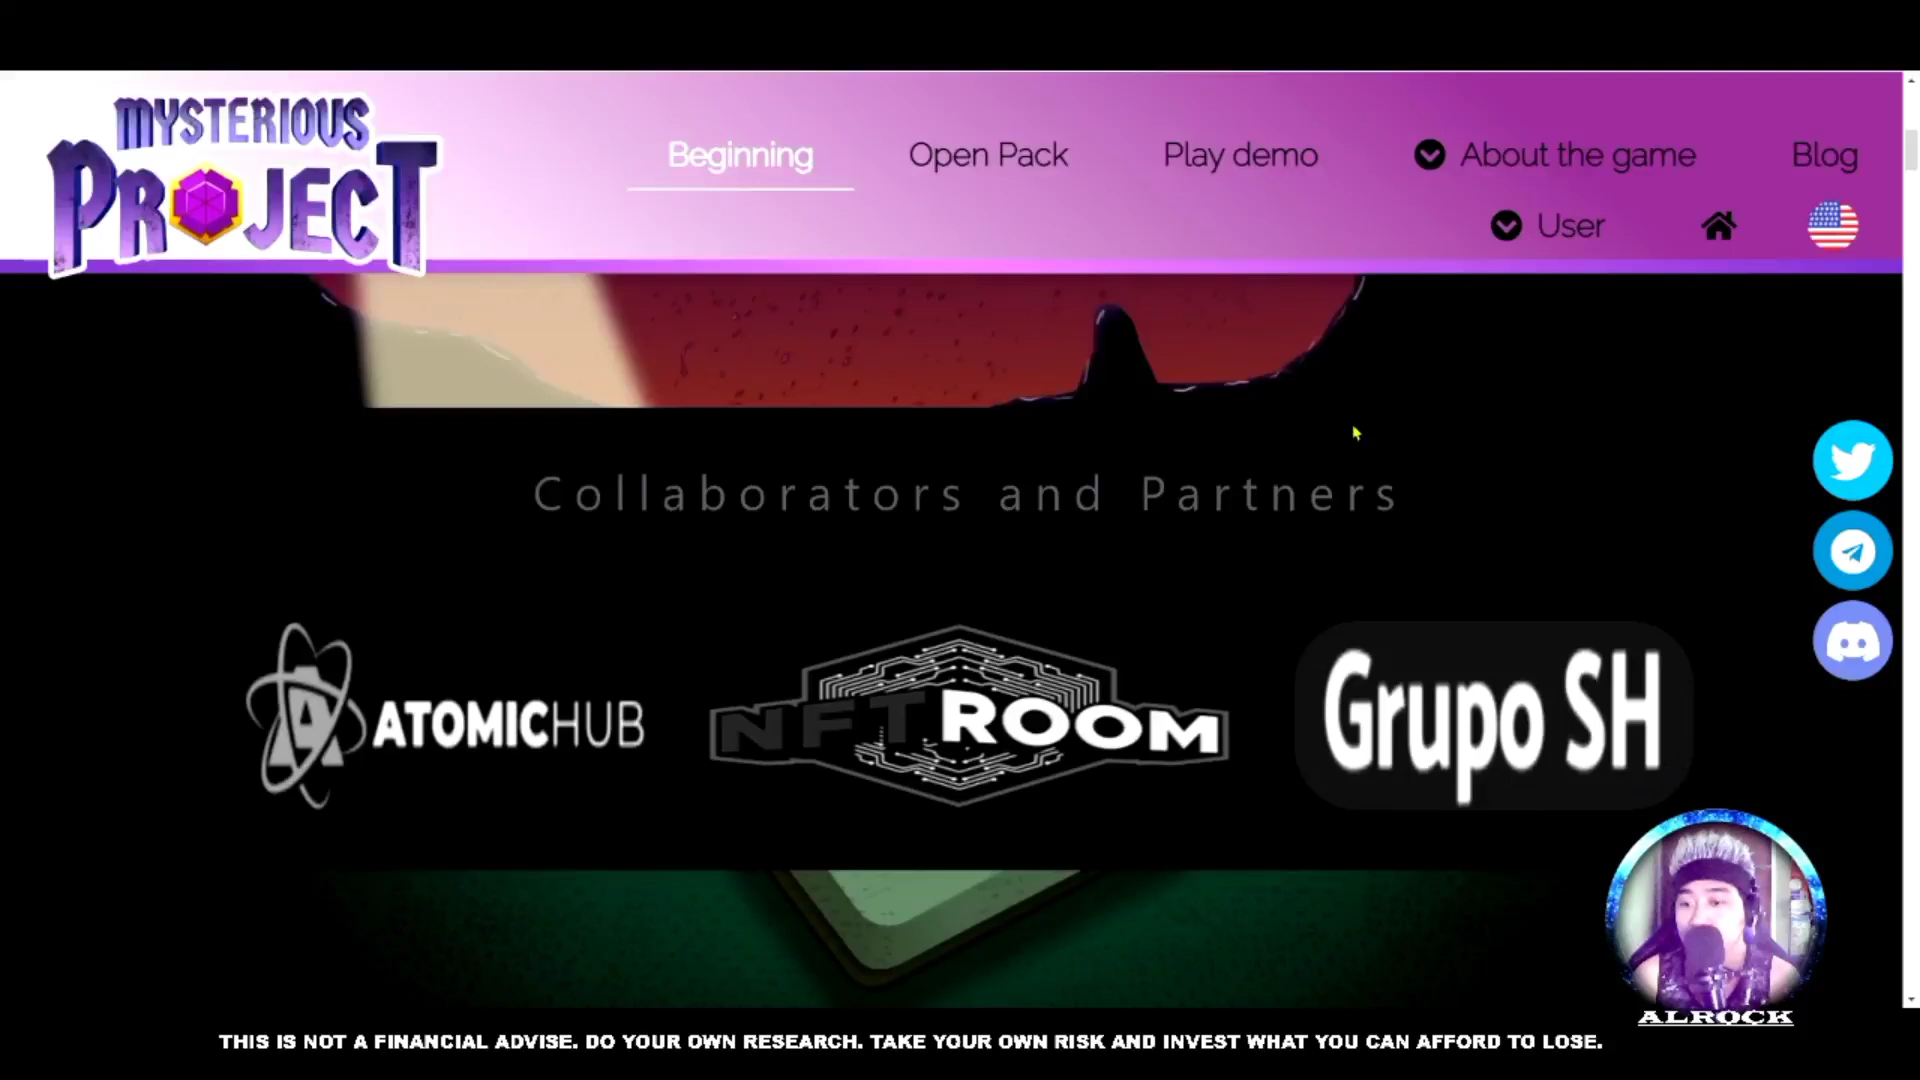 MYSTERIOUS
PROJECT
Beginning
Open Pack
Play demo
About the game
Blog
User
Collaborators and Partners
ATOMICHUB
NFT ROOM
Grupo SH
ALROCK
THIS IS NOT A FINANCIAL ADVISE. DO YOUR OWN RESEARCH. TAKE YOUR OWN RISK AND INVEST WHAT YOU CAN AFFORD TO LOSE.